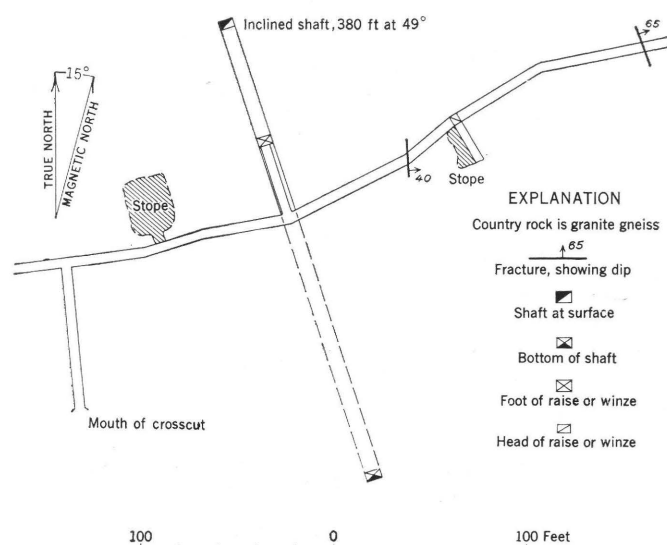 Inclined shaft, 380 ft at 49°
65
15°
TRUE NORTH
MAGNETIC NORTH
Stope
40
Stope
EXPLANATION
Country rock is granite gneiss
65
Fracture, showing dip
Shaft at surface
Bottom of shaft
Foot of raise or winze
Head of raise or winze
Mouth of crosscut
100 0 100 Feet